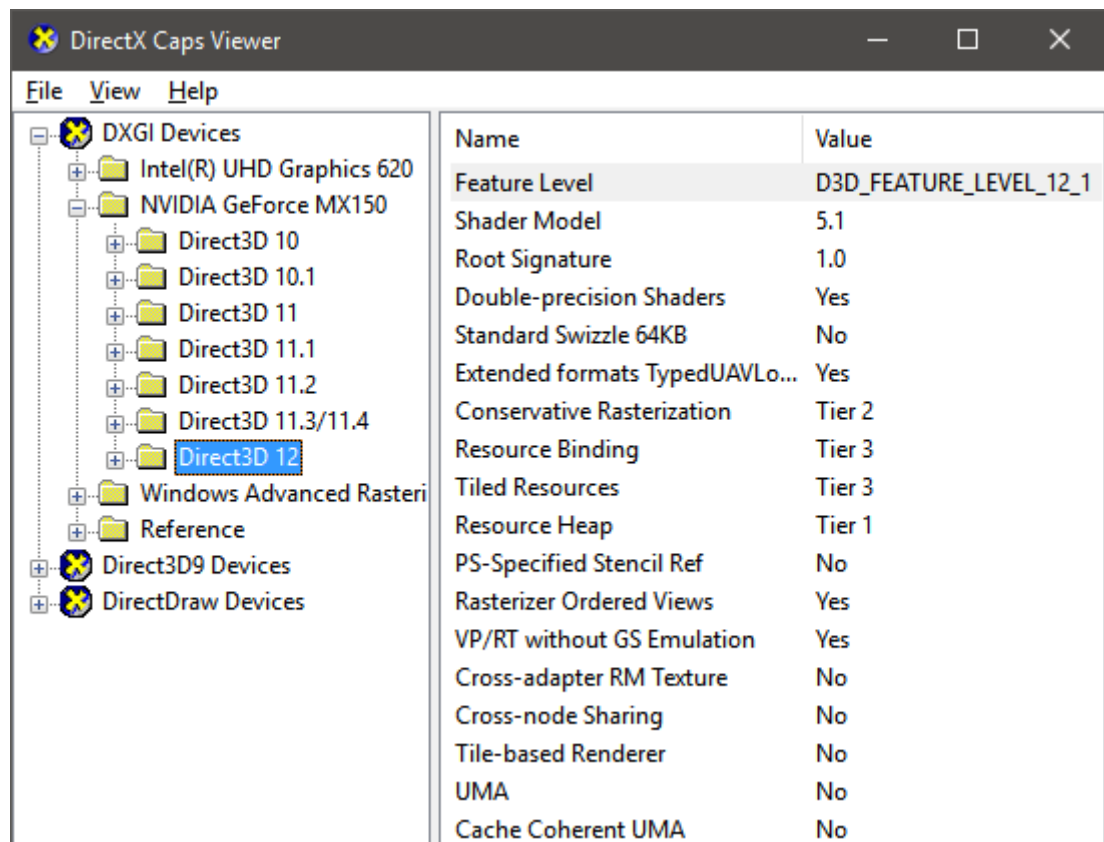 DirectX Caps Viewer
File View Help
DXGI Devices
Intel(R) UHD Graphics 620
NVIDIA GeForce MX150
Direct3D 10
Direct3D 10.1
Direct3D 11
Direct3D 11.1
Direct3D 11.2
Direct3D 11.3/11.4
Direct3D 12
Windows Advanced Rasteri
Reference
Direct3D9 Devices
DirectDraw Devices
Name Value
Feature Level D3D_FEATURE_LEVEL_12_1
Shader Model 5.1
Root Signature 1.0
Double-precision Shaders Yes
Standard Swizzle 64KB No
Extended formats TypedUAVLo... Yes
Conservative Rasterization Tier 2
Resource Binding Tier 3
Tiled Resources Tier 3
Resource Heap Tier 1
PS-Specified Stencil Ref No
Rasterizer Ordered Views Yes
VP/RT without GS Emulation Yes
Cross-adapter RM Texture No
Cross-node Sharing No
Tile-based Renderer No
UMA No
Cache Coherent UMA No